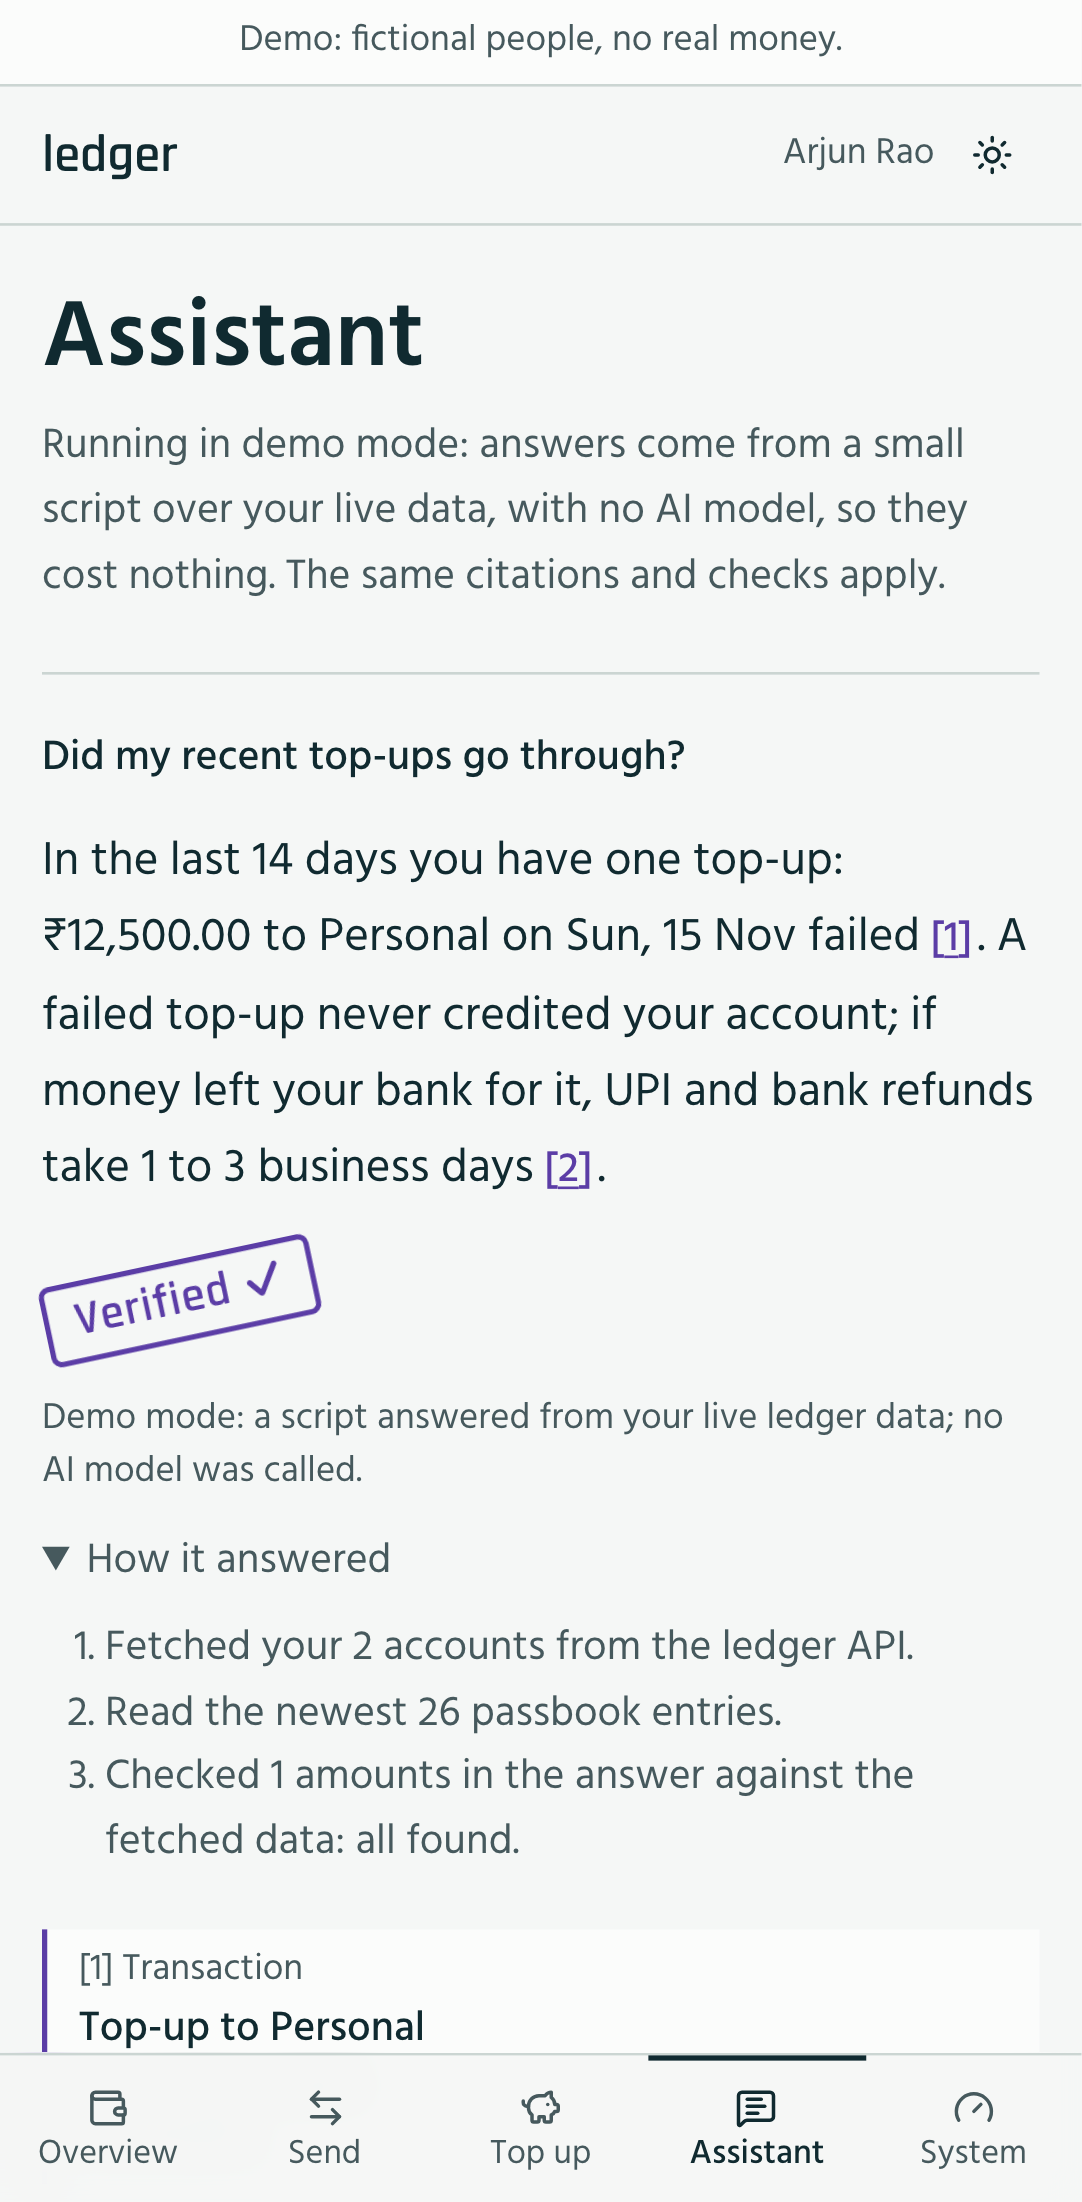 Demo: fictional people, no real money.
ledger
Arjun Rao
Assistant
Running in demo mode: answers come from a small
script over your live data, with no AI model, so they
cost nothing. The same citations and checks apply.
Did my recent top-ups go through?
In the last 14 days you have one top-up:
₹12,500.00 to Personal on Sun, 15 Nov failed [1]. A
failed top-up never credited your account; if
money left your bank for it, UPI and bank refunds
take 1 to 3 business days [2].
Verified ✓
Demo mode: a script answered from your live ledger data; no
AI model was called.
▼ How it answered
1. Fetched your 2 accounts from the ledger API.
2. Read the newest 26 passbook entries.
3. Checked 1 amounts in the answer against the
fetched data: all found.
[1] Transaction
Top-up to Personal
Overview
Send
Top up
Assistant
System